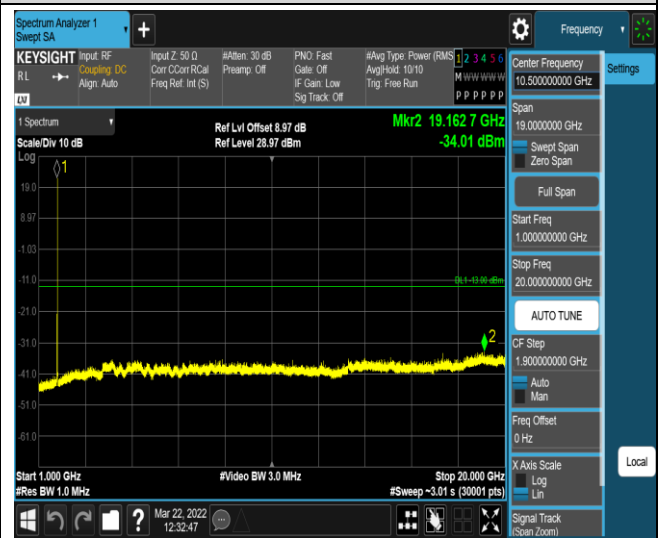 Spectrum Analyzer 1
Swept SA
+
Frequency
KEYSIGHT
RL
LXI
Input: RF
Coupling: DC
Align: Auto
Input Z: 50 Ω
Corr CCorr RCal
Freq Ref: Int (S)
#Atten: 30 dB
Preamp: Off
PNO: Fast
Gate: Off
IF Gain: Low
Sig Track: Off
#Avg Type: Power (RMS
Avg|Hold: 10/10
Trig: Free Run
1 2 3 4 5 6
M W W W W W
P P P P P P
1 Spectrum
Scale/Div 10 dB
Log
Ref Lvl Offset 8.97 dB
Ref Level 28.97 dBm
Mkr2 19.162 7 GHz
-34.01 dBm
1
19.0
8.97
-1.03
-11.0
DL1 -13.00 dBm
-21.0
-31.0
2
-41.0
-51.0
-61.0
Start 1.000 GHz
#Video BW 3.0 MHz
Stop 20.000 GHz
#Res BW 1.0 MHz
#Sweep ~3.01 s (30001 pts)
?
Mar 22, 2022
12:32:47
Center Frequency
10.500000000 GHz
Span
19.0000000 GHz
Swept Span
Zero Span
Full Span
Start Freq
1.000000000 GHz
Stop Freq
20.000000000 GHz
AUTO TUNE
CF Step
1.900000000 GHz
Auto
Man
Freq Offset
0 Hz
X Axis Scale
Log
Lin
Signal Track
(Span Zoom)
Settings
Local